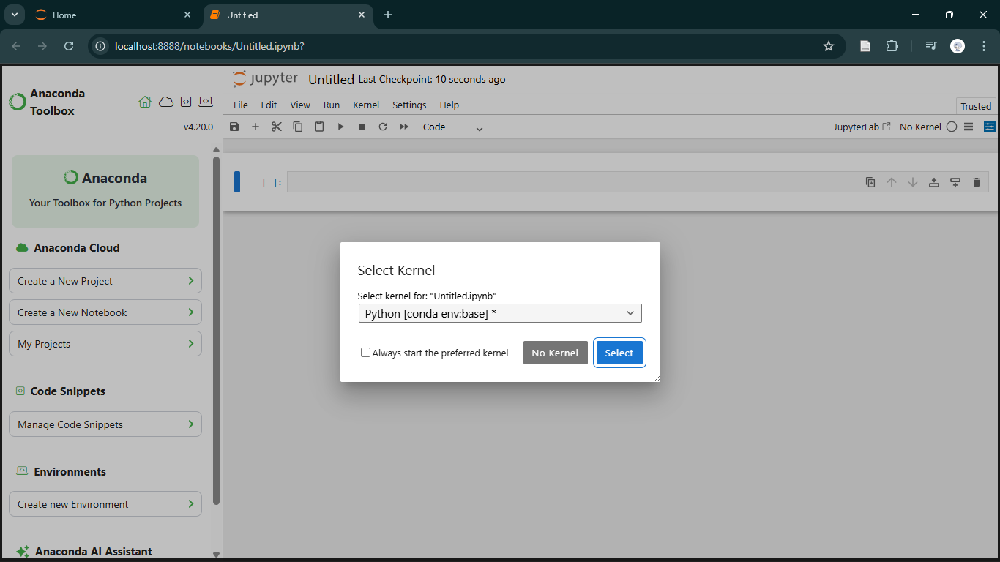 Home
Untitled
localhost:8888/notebooks/Untitled.ipynb?
Anaconda
Toolbox
v4.20.0
jupyter Untitled Last Checkpoint: 10 seconds ago
File Edit View Run Kernel Settings Help
Trusted
Code
JupyterLab No Kernel
Anaconda
Your Toolbox for Python Projects
[ ]:
Anaconda Cloud
Create a New Project
Create a New Notebook
My Projects
Code Snippets
Manage Code Snippets
Environments
Create new Environment
Anaconda AI Assistant
Select Kernel
Select kernel for: "Untitled.ipynb"
Python [conda env:base] *
Always start the preferred kernel No Kernel Select